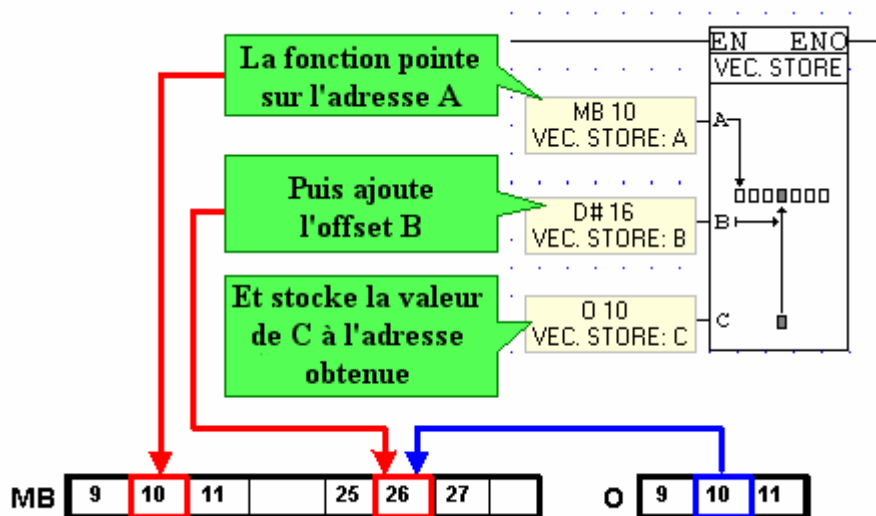 La fonction pointe
sur l'adresse A
EN ENO
VEC. STORE
MB 10
VEC. STORE: A
A
Puis ajoute
l'offset B
D# 16
VEC. STORE: B
B
Et stocke la valeur
de C à l'adresse
obtenue
O 10
VEC. STORE: C
C
MB 9 10 11 25 26 27
O 9 10 11